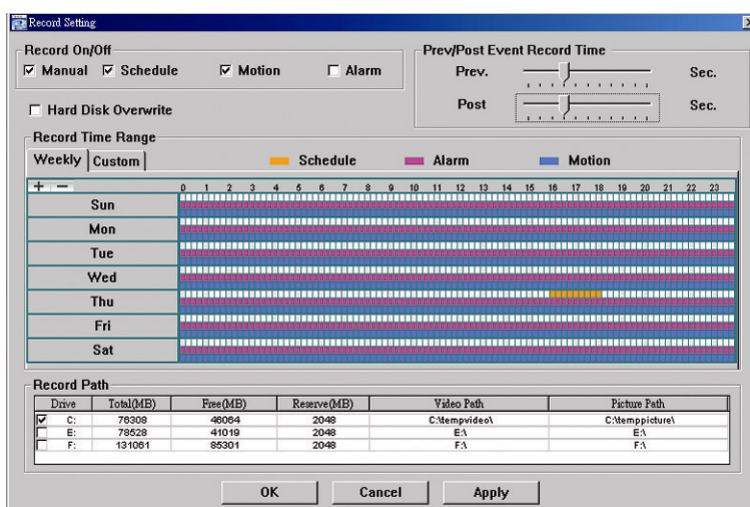 Record Setting
Record On/Off
Manual Schedule Motion Alarm
Prev/Post Event Record Time
Prev. Sec.
Post Sec.
Hard Disk Overwrite
Record Time Range
Weekly Custom Schedule Alarm Motion
+ − 0 1 2 3 4 5 6 7 8 9 10 11 12 13 14 15 16 17 18 19 20 21 22 23
Sun
Mon
Tue
Wed
Thu
Fri
Sat
Record Path
Drive Total(MB) Free(MB) Reserve(MB) Video Path Picture Path
C: 76308 46064 2048 C:\tempvideo\ C:\temppicture\
E: 78528 41019 2048 E:\ E:\
F: 131061 85301 2048 F:\ F:\
OK Cancel Apply